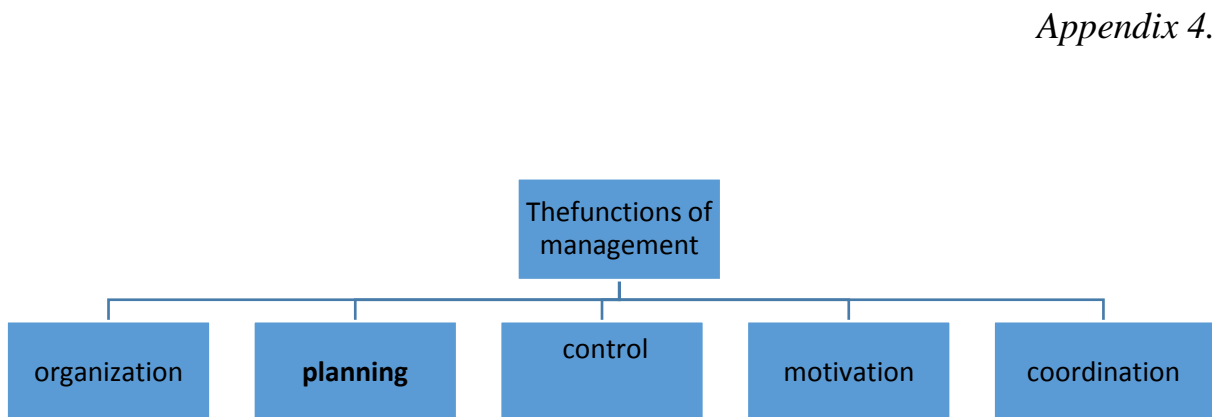 Appendix 4.
Thefunctions of
management
organization
planning
control
motivation
coordination